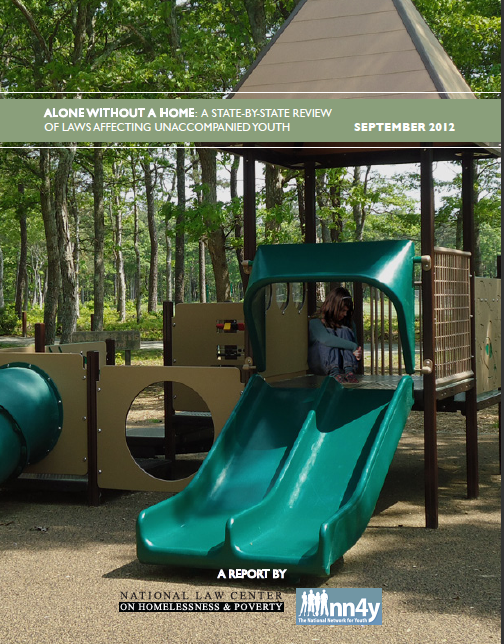 ALONE WITHOUT A HOME: A STATE-BY-STATE REVIEW
OF LAWS AFFECTING UNACCOMPANIED YOUTH
SEPTEMBER 2012
A REPORT BY
NATIONAL LAW CENTER
ON HOMELESSNESS & POVERTY
nn4y
The National Network for Youth